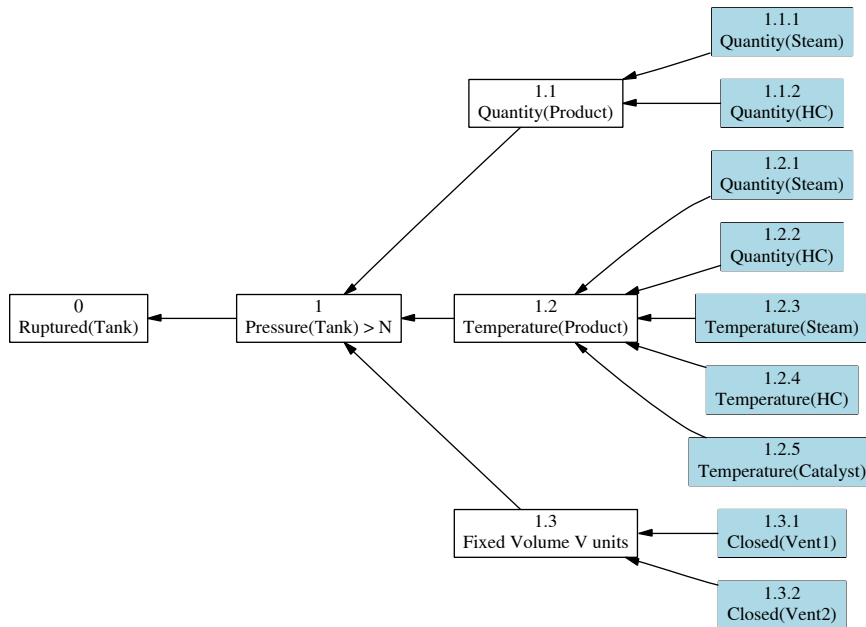 1.1.1
Quantity(Steam)
1.1
Quantity(Product)
1.1.2
Quantity(HC)
1.2.1
Quantity(Steam)
1.2.2
Quantity(HC)
0
Ruptured(Tank)
1
Pressure(Tank) > N
1.2
Temperature(Product)
1.2.3
Temperature(Steam)
1.2.4
Temperature(HC)
1.2.5
Temperature(Catalyst)
1.3
Fixed Volume V units
1.3.1
Closed(Vent1)
1.3.2
Closed(Vent2)